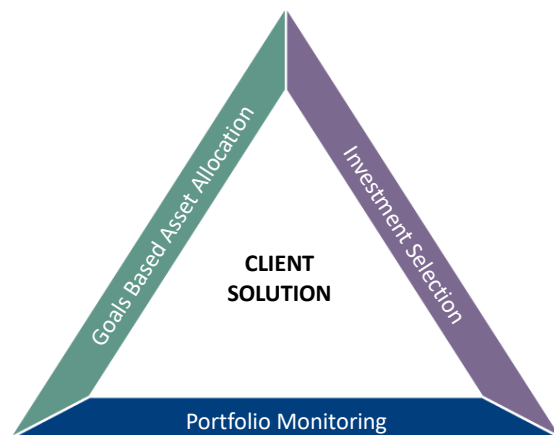 Goals Based Asset Allocation
Investment Selection
CLIENT
SOLUTION
Portfolio Monitoring